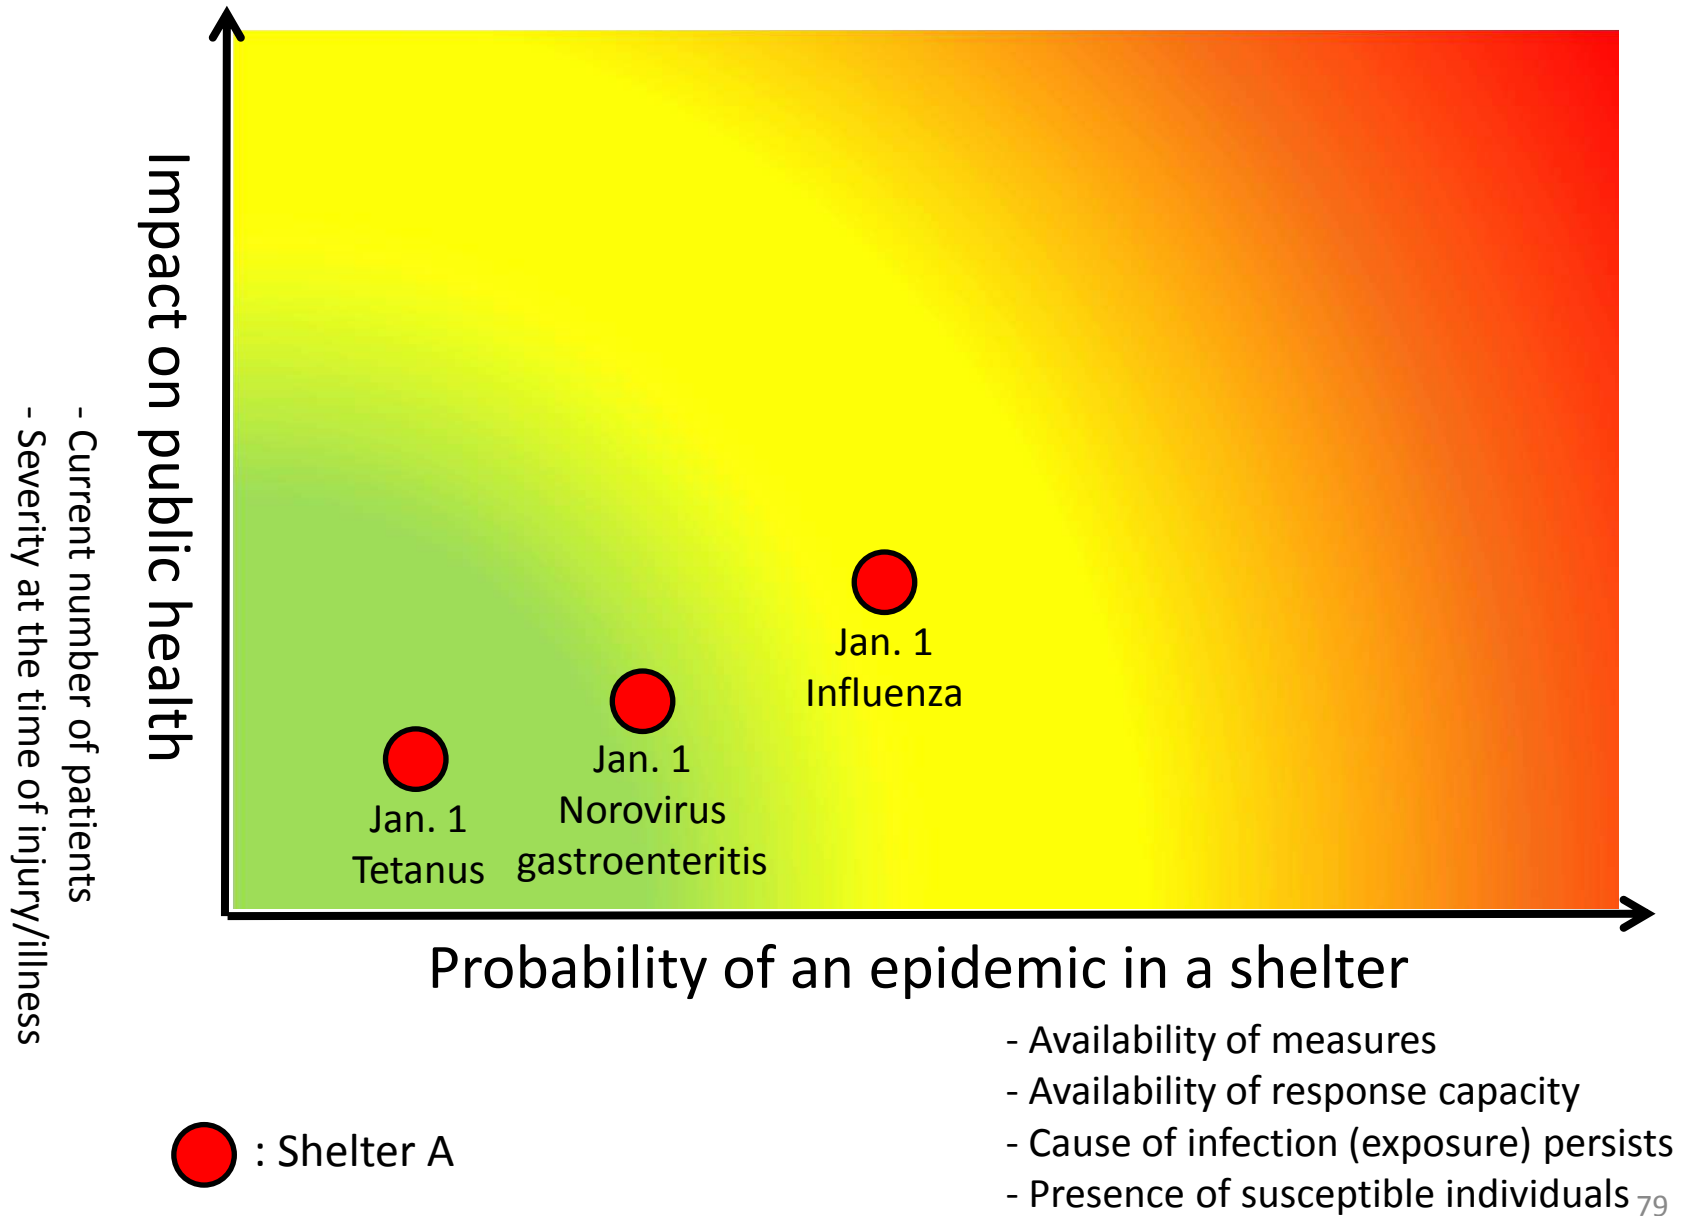 Impact on public health
- Current number of patients
- Severity at the time of injury/illness
Jan. 1
Influenza
Jan. 1
Norovirus
gastroenteritis
Jan. 1
Tetanus
Probability of an epidemic in a shelter
- Availability of measures
- Availability of response capacity
- Cause of infection (exposure) persists
- Presence of susceptible individuals
: Shelter A
79